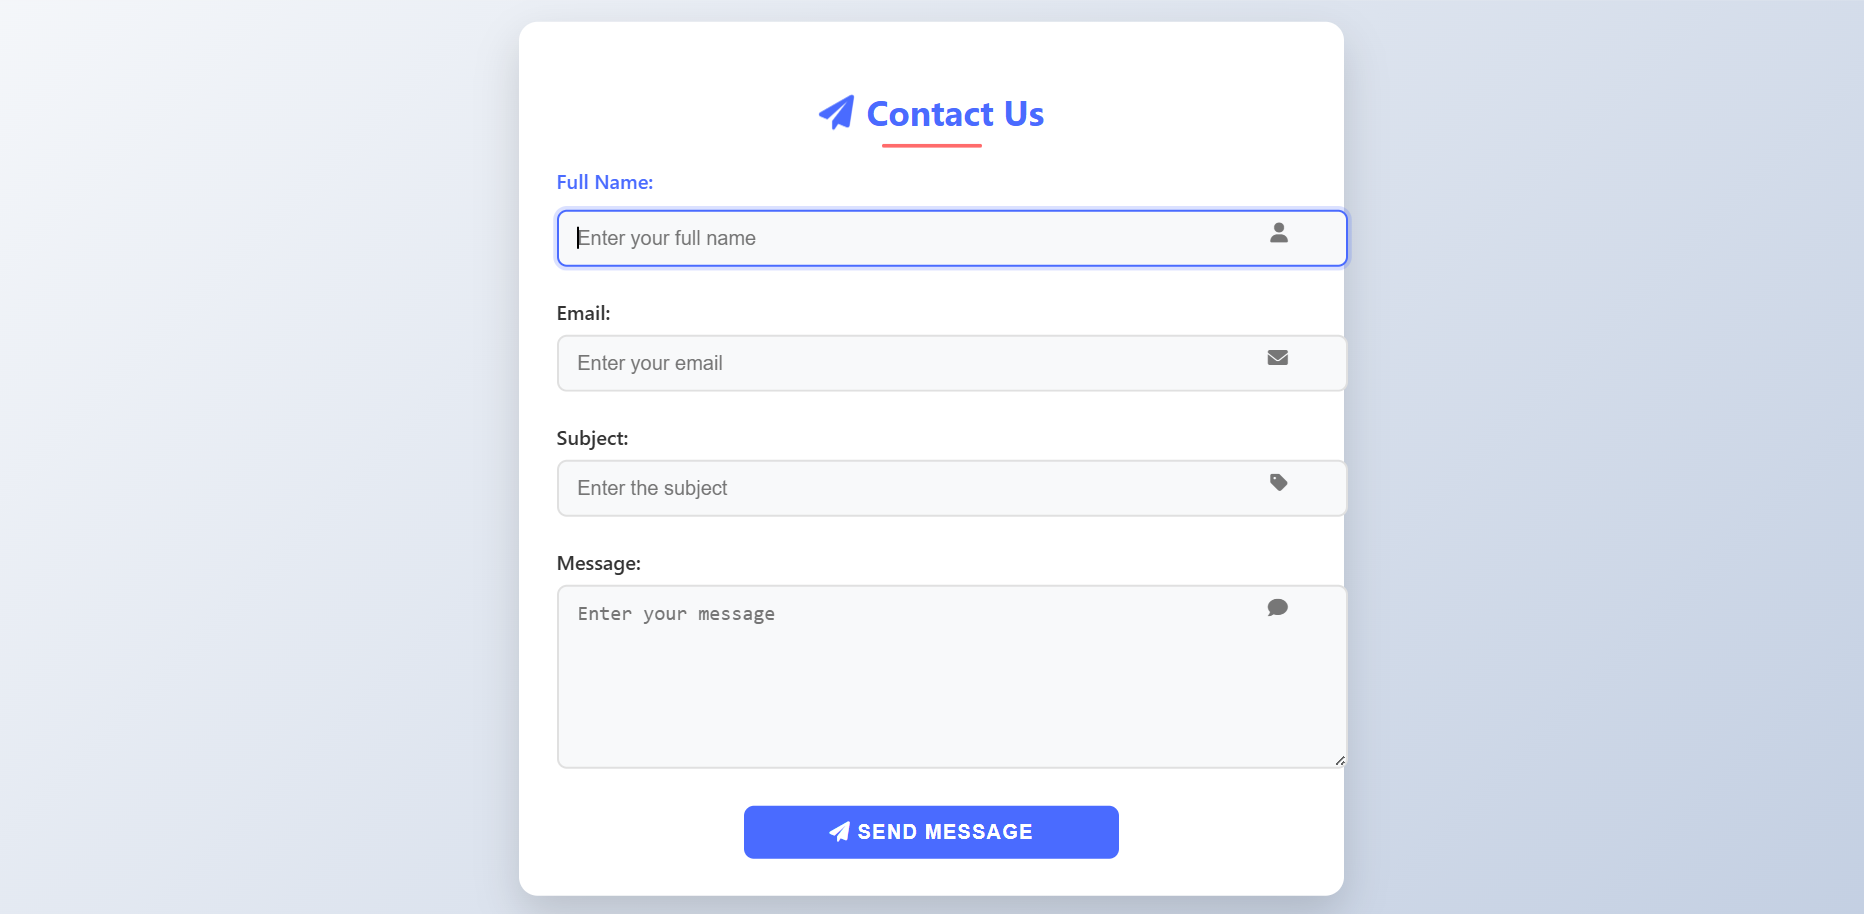 Contact Us
Full Name:
Enter your full name
Email:
Enter your email
Subject:
Enter the subject
Message:
Enter your message
SEND MESSAGE